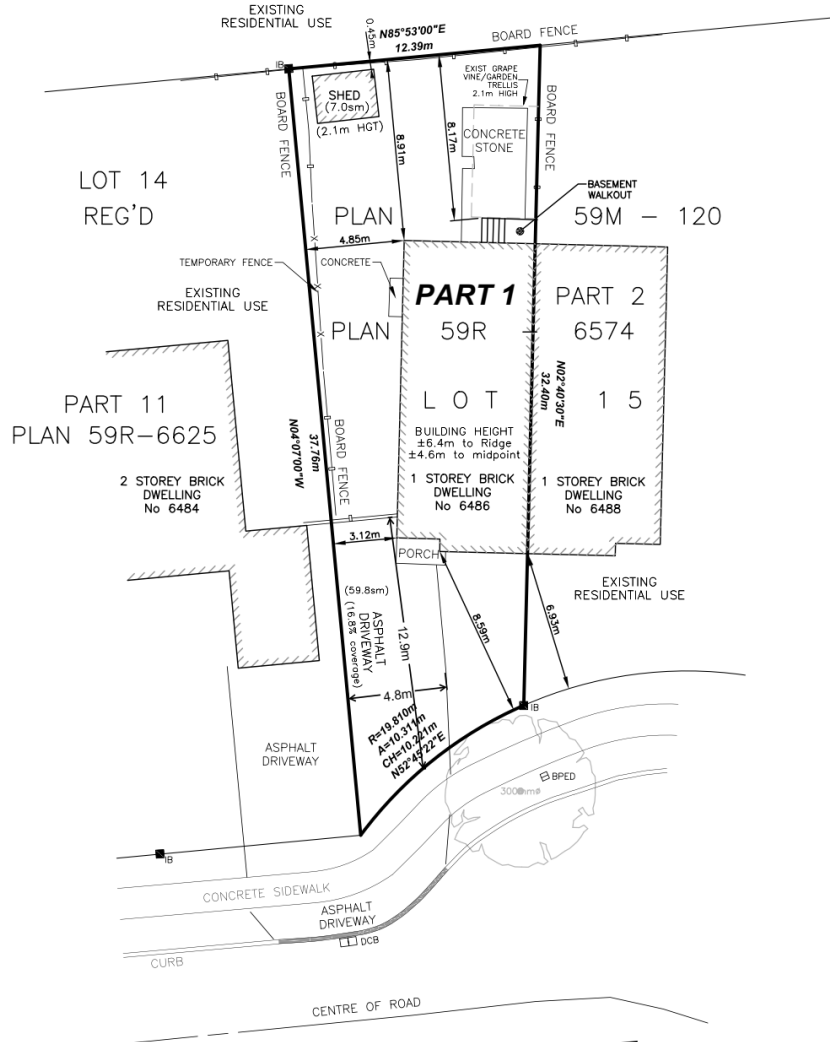 EXISTING
RESIDENTIAL USE
0.45m
N85°53'00"E
12.39m
BOARD FENCE
IB
EXIST GRAPE
VINE/GARDEN
TRELLIS
2.1m HIGH
SHED
(7.0sm)
(2.1m HGT)
BOARD FENCE
BOARD FENCE
8.91m
8.17m
CONCRETE
STONE
LOT 14
REG'D
PLAN
BASEMENT
WALKOUT
59M - 120
4.85m
TEMPORARY FENCE
CONCRETE
EXISTING
RESIDENTIAL USE
PART 1
PART 2
PLAN
59R
6574
N02°40'30"E
32.40m
PART 11
PLAN 59R-6625
LOT
15
BUILDING HEIGHT
±6.4m to Ridge
±4.6m to midpoint
N04°07'00"W
37.76m
BOARD FENCE
2 STOREY BRICK
DWELLING
No 6484
1 STOREY BRICK
DWELLING
No 6486
1 STOREY BRICK
DWELLING
No 6488
3.12m
PORCH
EXISTING
RESIDENTIAL USE
(59.8sm)
(16.8% coverage)
ASPHALT
DRIVEWAY
12.9m
8.59m
6.93m
4.8m
R=19.810m
A=10.311m
CH=10.221m
N52°45'22"E
IB
ASPHALT
DRIVEWAY
BPED
IB
CONCRETE SIDEWALK
ASPHALT
DRIVEWAY
DCB
CURB
CENTRE OF ROAD